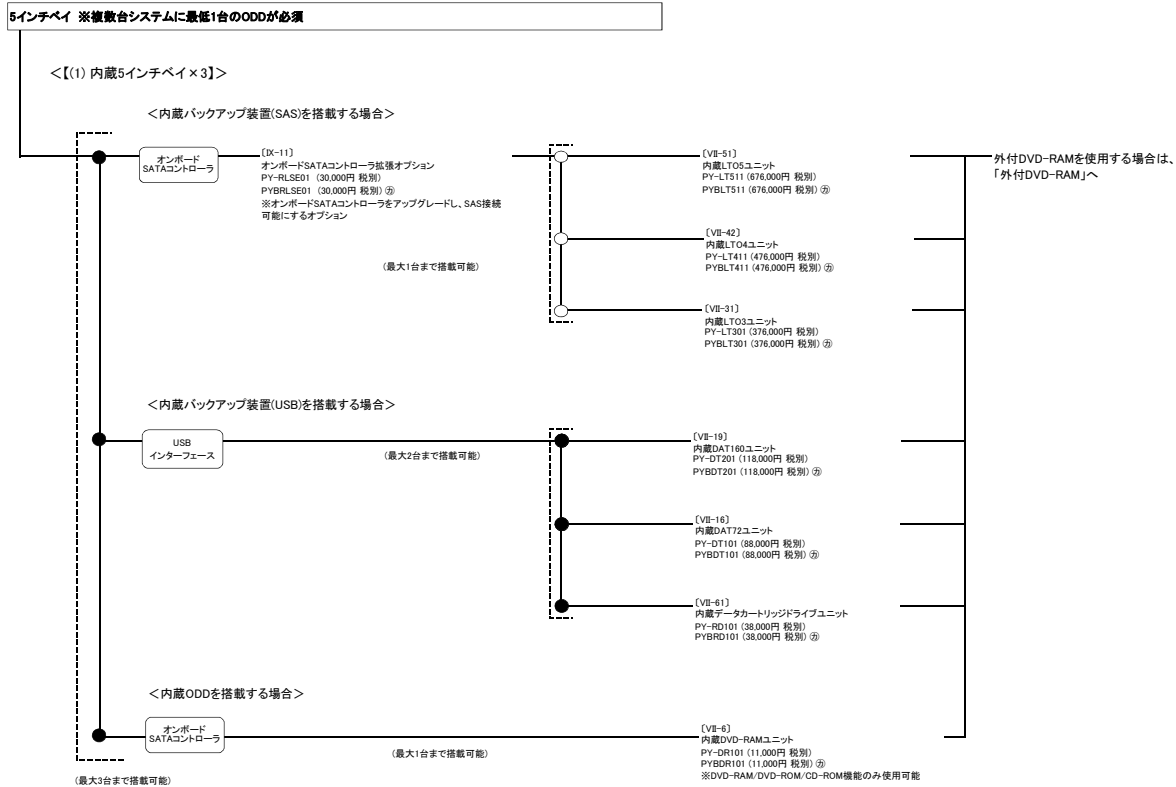 5インチベイ ※複数台システムに最低1台のODDが必須
＜【(1) 内蔵5インチベイ×3】＞
＜内蔵バックアップ装置(SAS)を搭載する場合＞
オンボード
SATAコントローラ
〔IX-11〕
オンボードSATAコントローラ拡張オプション
PY-RLSE01 （30,000円 税別）
PYBRLSE01 （30,000円 税別） ㋕
※オンボードSATAコントローラをアップグレードし、SAS接続
可能にするオプション
(最大1台まで搭載可能)
〔VII-51〕
内蔵LTO5ユニット
PY-LT511 (676,000円 税別)
PYBLT511 (676,000円 税別) ㋕
〔VII-42〕
内蔵LTO4ユニット
PY-LT411 (476,000円 税別)
PYBLT411 (476,000円 税別) ㋕
〔VII-31〕
内蔵LTO3ユニット
PY-LT301 (376,000円 税別)
PYBLT301 (376,000円 税別) ㋕
外付DVD-RAMを使用する場合は、
「外付DVD-RAM」へ
＜内蔵バックアップ装置(USB)を搭載する場合＞
USB
インターフェース
(最大2台まで搭載可能)
〔VII-19〕
内蔵DAT160ユニット
PY-DT201 (118,000円 税別)
PYBDT201 (118,000円 税別) ㋕
〔VII-16〕
内蔵DAT72ユニット
PY-DT101 (88,000円 税別)
PYBDT101 (88,000円 税別) ㋕
〔VII-61〕
内蔵データカートリッジドライブユニット
PY-RD101 (38,000円 税別)
PYBRD101 (38,000円 税別) ㋕
＜内蔵ODDを搭載する場合＞
オンボード
SATAコントローラ
(最大1台まで搭載可能)
〔VII-6〕
内蔵DVD-RAMユニット
PY-DR101 (11,000円 税別)
PYBDR101 (11,000円 税別) ㋕
※DVD-RAM/DVD-ROM/CD-ROM機能のみ使用可能
(最大3台まで搭載可能)